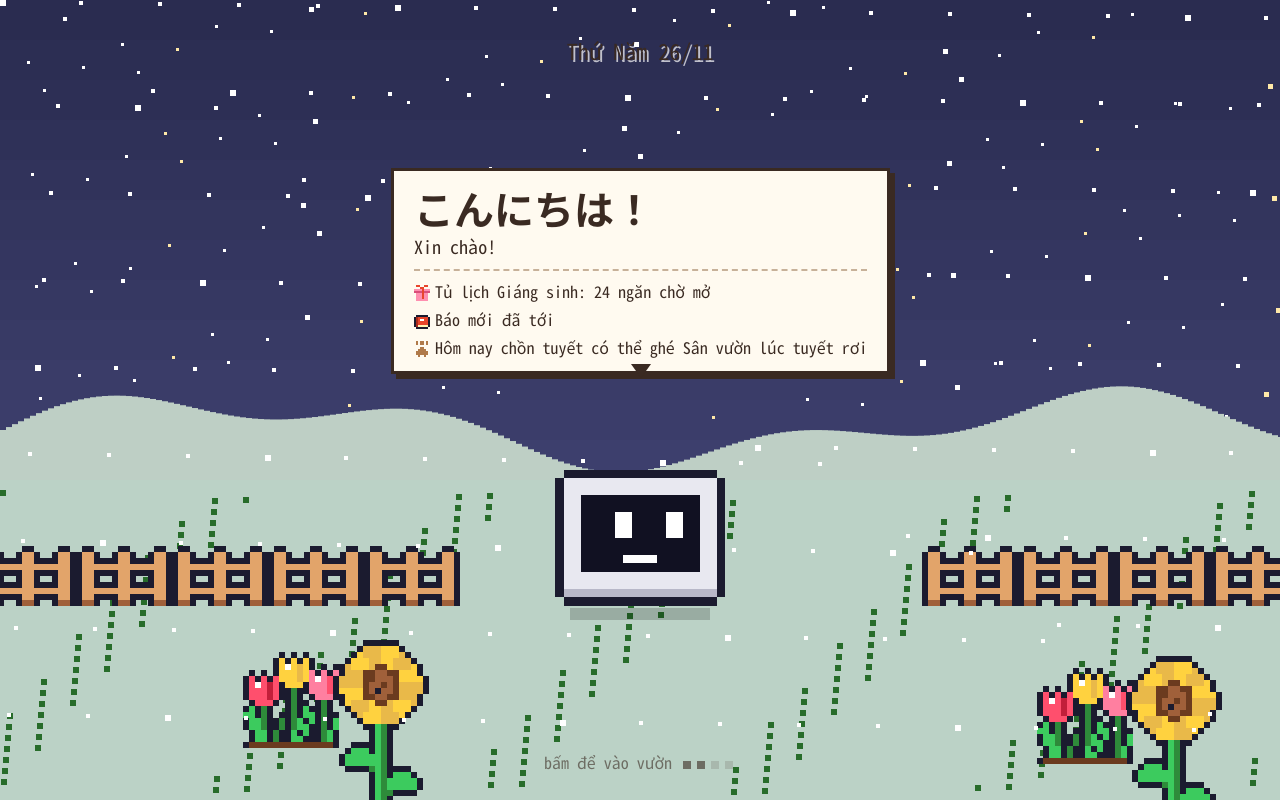 Thứ Năm 26/11
こんにちは！
Xin chào!
Tủ lịch Giáng sinh: 24 ngăn chờ mở
Báo mới đã tới
Hôm nay chồn tuyết có thể ghé Sân vườn lúc tuyết rơi
bấm để vào vườn